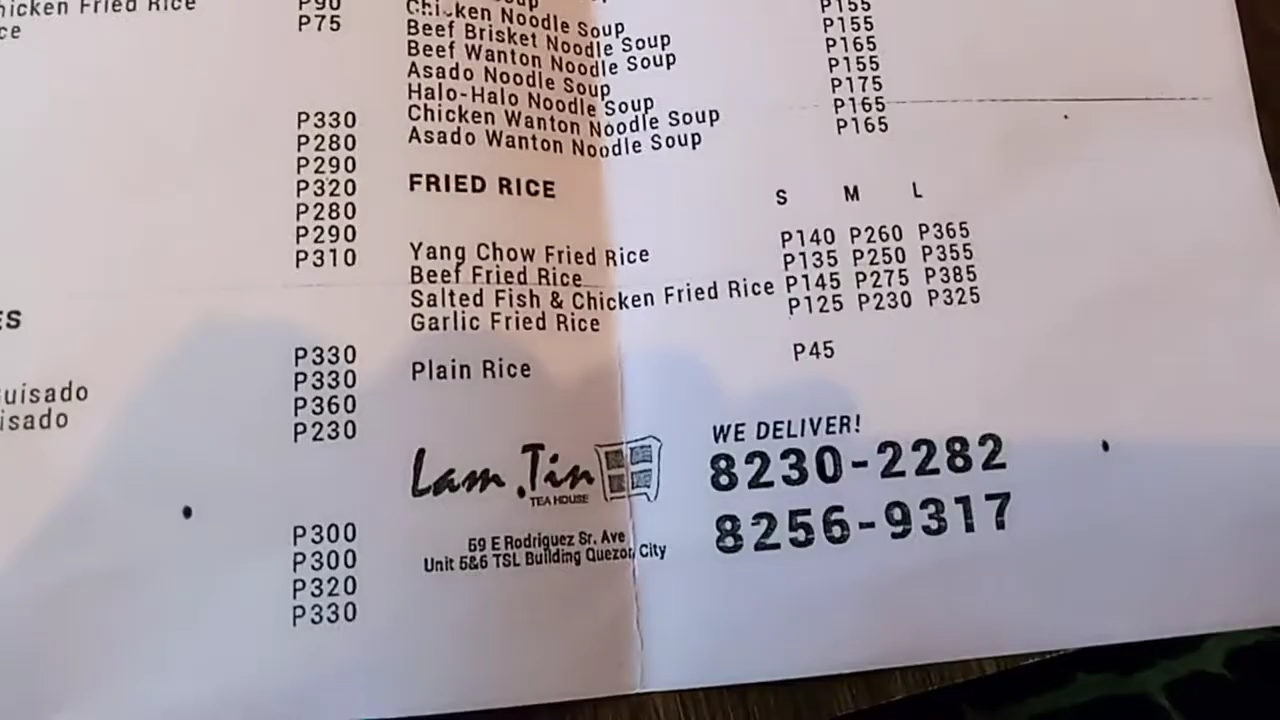 hicken Fried Rice P90
ce P75
P330
P280
P290
P320
P280
P290
P310
ES
P330
uisado P330
isado P360
P230
P300
P300
P320
P330
Chicken Noodle Soup P155
Beef Brisket Noodle Soup P155
Beef Wanton Noodle Soup P165
Asado Noodle Soup P155
Halo-Halo Noodle Soup P175
Chicken Wanton Noodle Soup P165
Asado Wanton Noodle Soup P165
FRIED RICE S M L
Yang Chow Fried Rice P140 P260 P365
Beef Fried Rice P135 P250 P355
Salted Fish & Chicken Fried Rice P145 P275 P385
Garlic Fried Rice P125 P230 P325
Plain Rice P45
Lam Tin
TEA HOUSE
59 E Rodriguez Sr. Ave
Unit 5&6 TSL Building Quezon City
WE DELIVER!
8230-2282
8256-9317